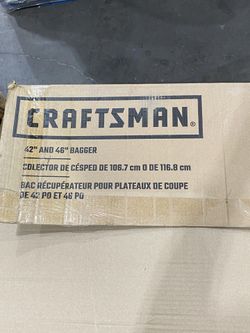 CRAFTSMAN®
42" AND 46" BAGGER
COLECTOR DE CÉSPED DE 106.7 cm O DE 116.8 cm
BAC RÉCUPÉRATEUR POUR PLATEAUX DE COUPE
DE 42 PO ET 46 PO